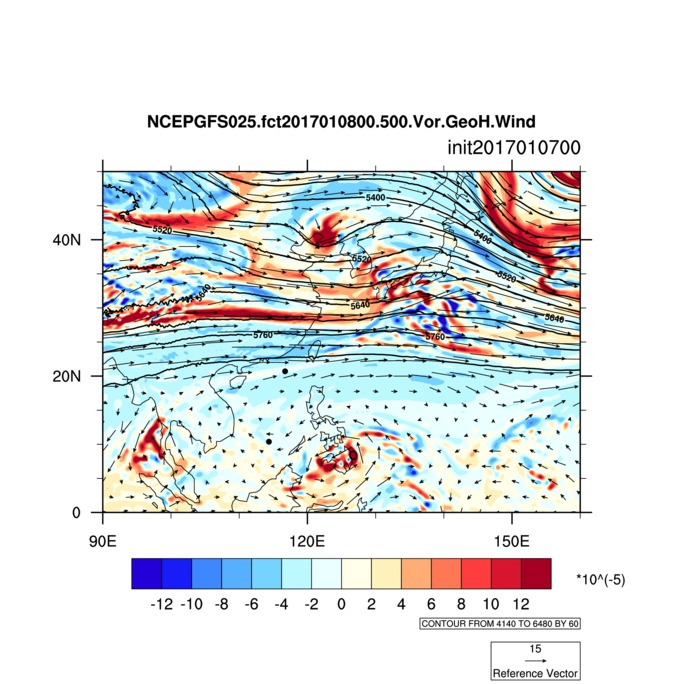 NCEPGFS025.fct2017010800.500.Vor.GeoH.Wind
init2017010700
5400
5520
5400
40N
5520
5520
5640
5640
5640
5760
5760
20N
0
90E 120E 150E
-12 -10 -8 -6 -4 -2 0 2 4 6 8 10 12
*10^(-5)
CONTOUR FROM 4140 TO 6480 BY 60
15
Reference Vector